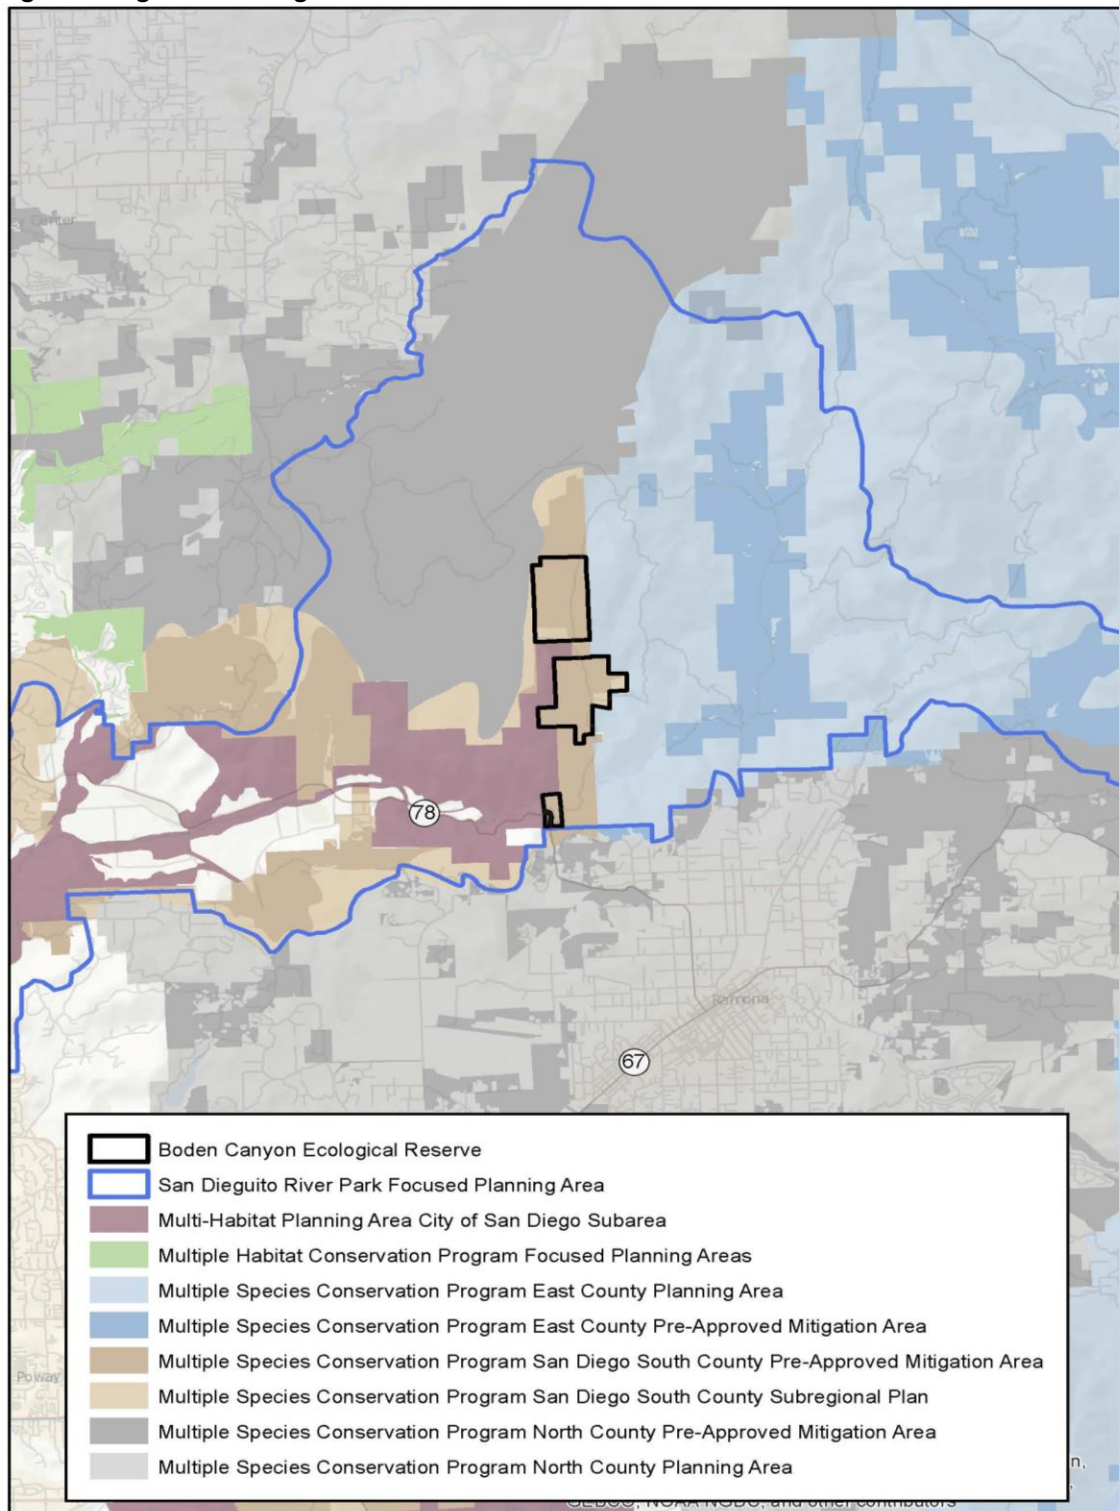 Center
78
Ramona
67
Boden Canyon Ecological Reserve
San Dieguito River Park Focused Planning Area
Multi-Habitat Planning Area City of San Diego Subarea
Multiple Habitat Conservation Program Focused Planning Areas
Multiple Species Conservation Program East County Planning Area
Multiple Species Conservation Program East County Pre-Approved Mitigation Area
Multiple Species Conservation Program San Diego South County Pre-Approved Mitigation Area
Poway
Multiple Species Conservation Program San Diego South County Subregional Plan
Multiple Species Conservation Program North County Pre-Approved Mitigation Area
Multiple Species Conservation Program North County Planning Area
and other contributors